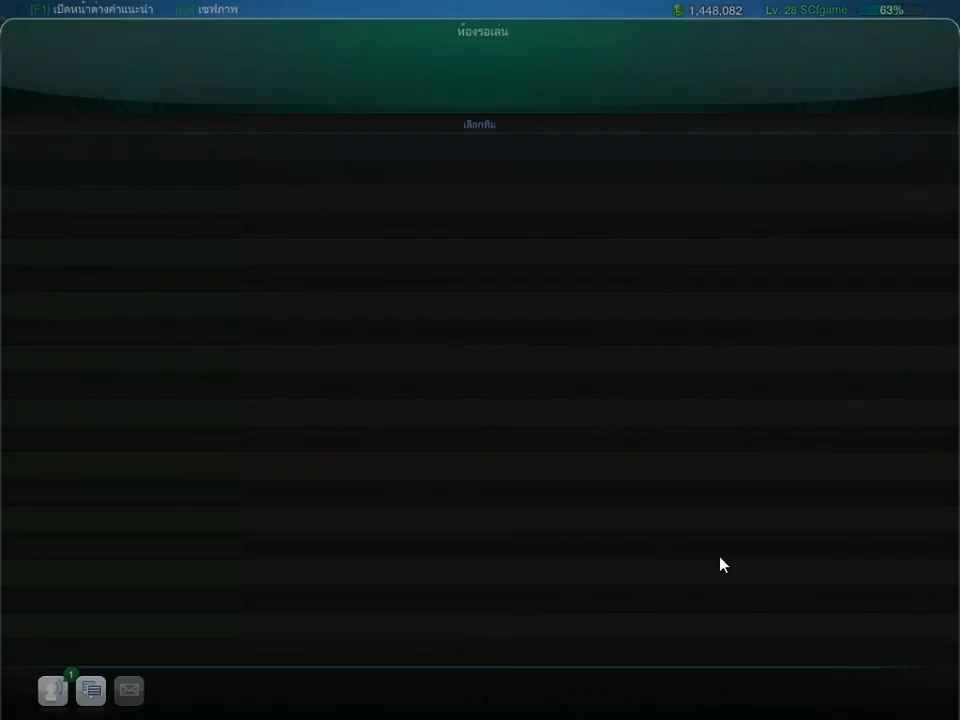 [F1] เปิดหน้าต่างคำแนะนำ [F2] เซฟภาพ 1,448,082 Lv. 28 SCfgame 63%
ห้องรอเล่น
เลือกทีม
1